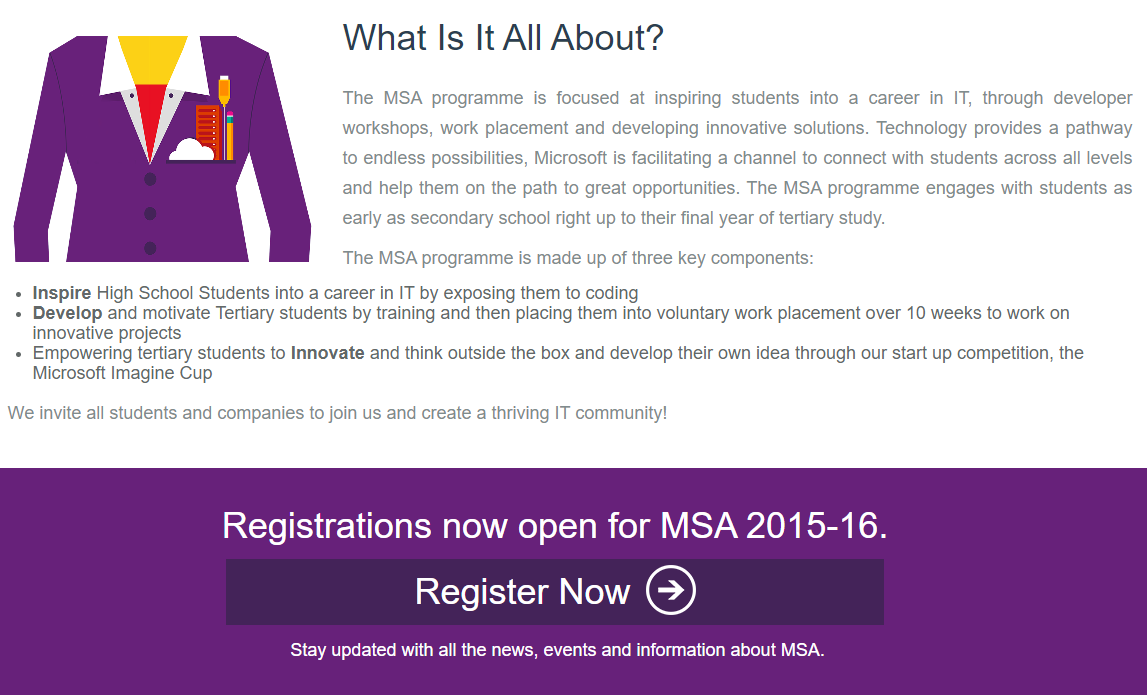 What Is It All About?
The MSA programme is focused at inspiring students into a career in IT, through developer
workshops, work placement and developing innovative solutions. Technology provides a pathway
to endless possibilities, Microsoft is facilitating a channel to connect with students across all levels
and help them on the path to great opportunities. The MSA programme engages with students as
early as secondary school right up to their final year of tertiary study.
The MSA programme is made up of three key components:
• Inspire High School Students into a career in IT by exposing them to coding
• Develop and motivate Tertiary students by training and then placing them into voluntary work placement over 10 weeks to work on
innovative projects
• Empowering tertiary students to Innovate and think outside the box and develop their own idea through our start up competition, the
Microsoft Imagine Cup
We invite all students and companies to join us and create a thriving IT community!
Registrations now open for MSA 2015-16.
Register Now
Stay updated with all the news, events and information about MSA.